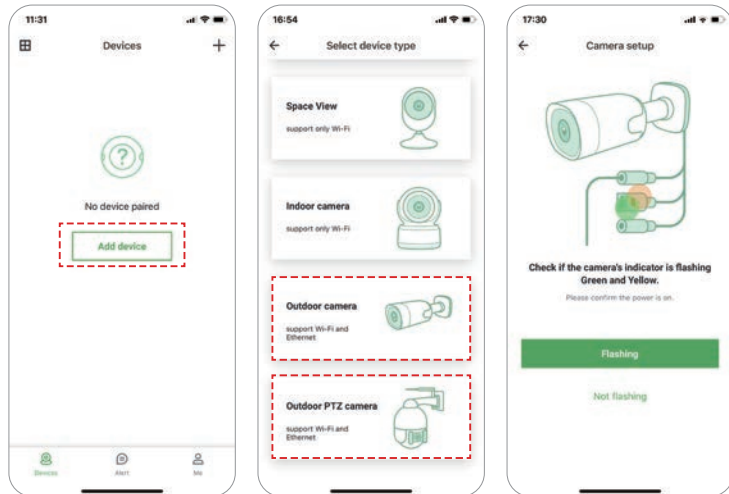 11:31
Devices
No device paired
Add device
Devices
Alert
Me
16:54
Select device type
Space View
support only Wi-Fi
Indoor camera
support only Wi-Fi
Outdoor camera
support Wi-Fi and
Ethernet
Outdoor PTZ camera
support Wi-Fi and
Ethernet
17:30
Camera setup
Check if the camera's indicator is flashing
Green and Yellow.
Please confirm the power is on.
Flashing
Not flashing